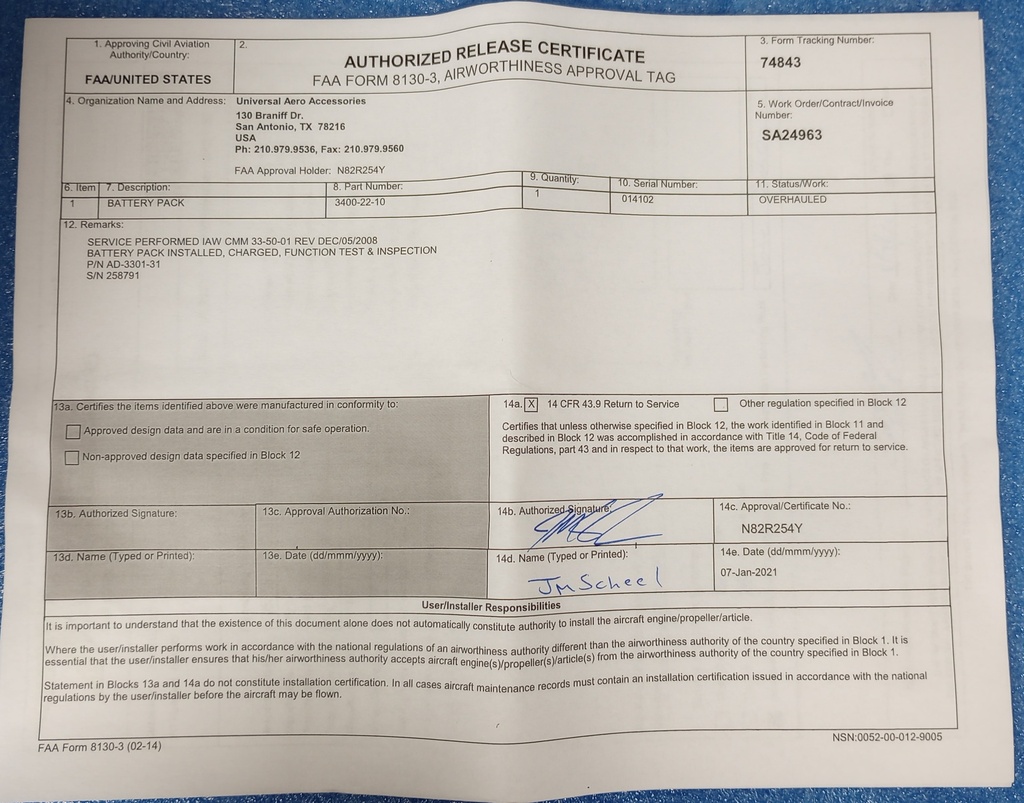 1. Approving Civil Aviation
Authority/Country:
FAA/UNITED STATES
2.
AUTHORIZED RELEASE CERTIFICATE
FAA FORM 8130-3, AIRWORTHINESS APPROVAL TAG
3. Form Tracking Number:
74843
4. Organization Name and Address:
Universal Aero Accessories
130 Braniff Dr.
San Antonio, TX 78216
USA
Ph: 210.979.9536, Fax: 210.979.9560
FAA Approval Holder: N82R254Y
5. Work Order/Contract/Invoice
Number:
SA24963
6. Item
7. Description:
8. Part Number:
9. Quantity:
10. Serial Number:
11. Status/Work:
1
BATTERY PACK
3400-22-10
1
014102
OVERHAULED
12. Remarks:
SERVICE PERFORMED IAW CMM 33-50-01 REV DEC/05/2008
BATTERY PACK INSTALLED, CHARGED, FUNCTION TEST & INSPECTION
P/N AD-3301-31
S/N 258791
13a. Certifies the items identified above were manufactured in conformity to:
Approved design data and are in a condition for safe operation.
Non-approved design data specified in Block 12
14a. X 14 CFR 43.9 Return to Service
Other regulation specified in Block 12
Certifies that unless otherwise specified in Block 12, the work identified in Block 11 and
described in Block 12 was accomplished in accordance with Title 14, Code of Federal
Regulations, part 43 and in respect to that work, the items are approved for return to service.
13b. Authorized Signature:
13c. Approval Authorization No.:
14b. Authorized Signature:
14c. Approval/Certificate No.:
N82R254Y
13d. Name (Typed or Printed):
13e. Date (dd/mmm/yyyy):
14d. Name (Typed or Printed):
Jm Scheel
14e. Date (dd/mmm/yyyy):
07-Jan-2021
User/Installer Responsibilities
It is important to understand that the existence of this document alone does not automatically constitute authority to install the aircraft engine/propeller/article.
Where the user/installer performs work in accordance with the national regulations of an airworthiness authority different than the airworthiness authority of the country specified in Block 1. It is
essential that the user/installer ensures that his/her airworthiness authority accepts aircraft engine(s)/propeller(s)/article(s) from the airworthiness authority of the country specified in Block 1.
Statement in Blocks 13a and 14a do not constitute installation certification. In all cases aircraft maintenance records must contain an installation certification issued in accordance with the national
regulations by the user/installer before the aircraft may be flown.
FAA Form 8130-3 (02-14)
NSN:0052-00-012-9005